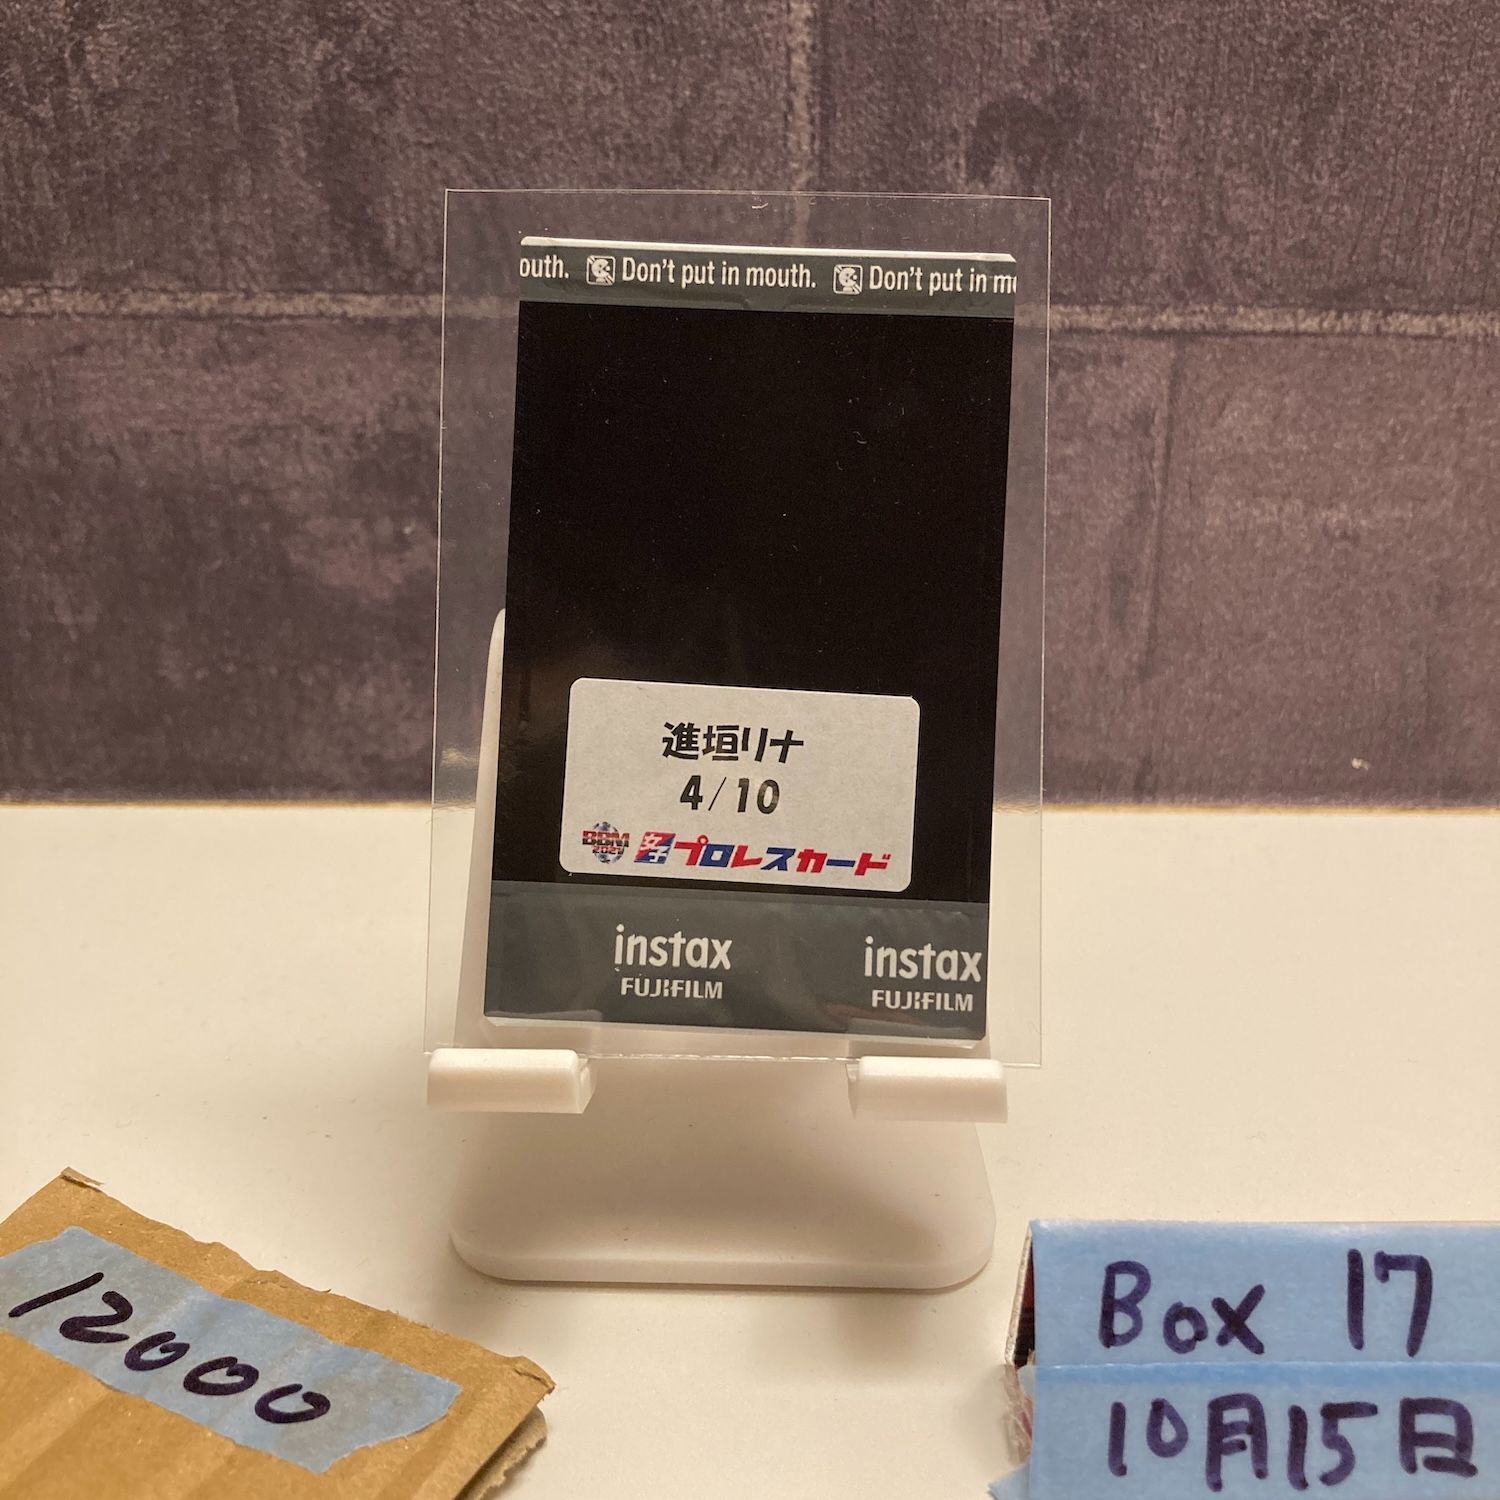 outh. Don't put in mouth. Don't put in m
進垣リナ
4/10
BBM 2021 女子プロレスカード
instax instax
FUJIFILM FUJIFILM
12000
Box 17
10月15日